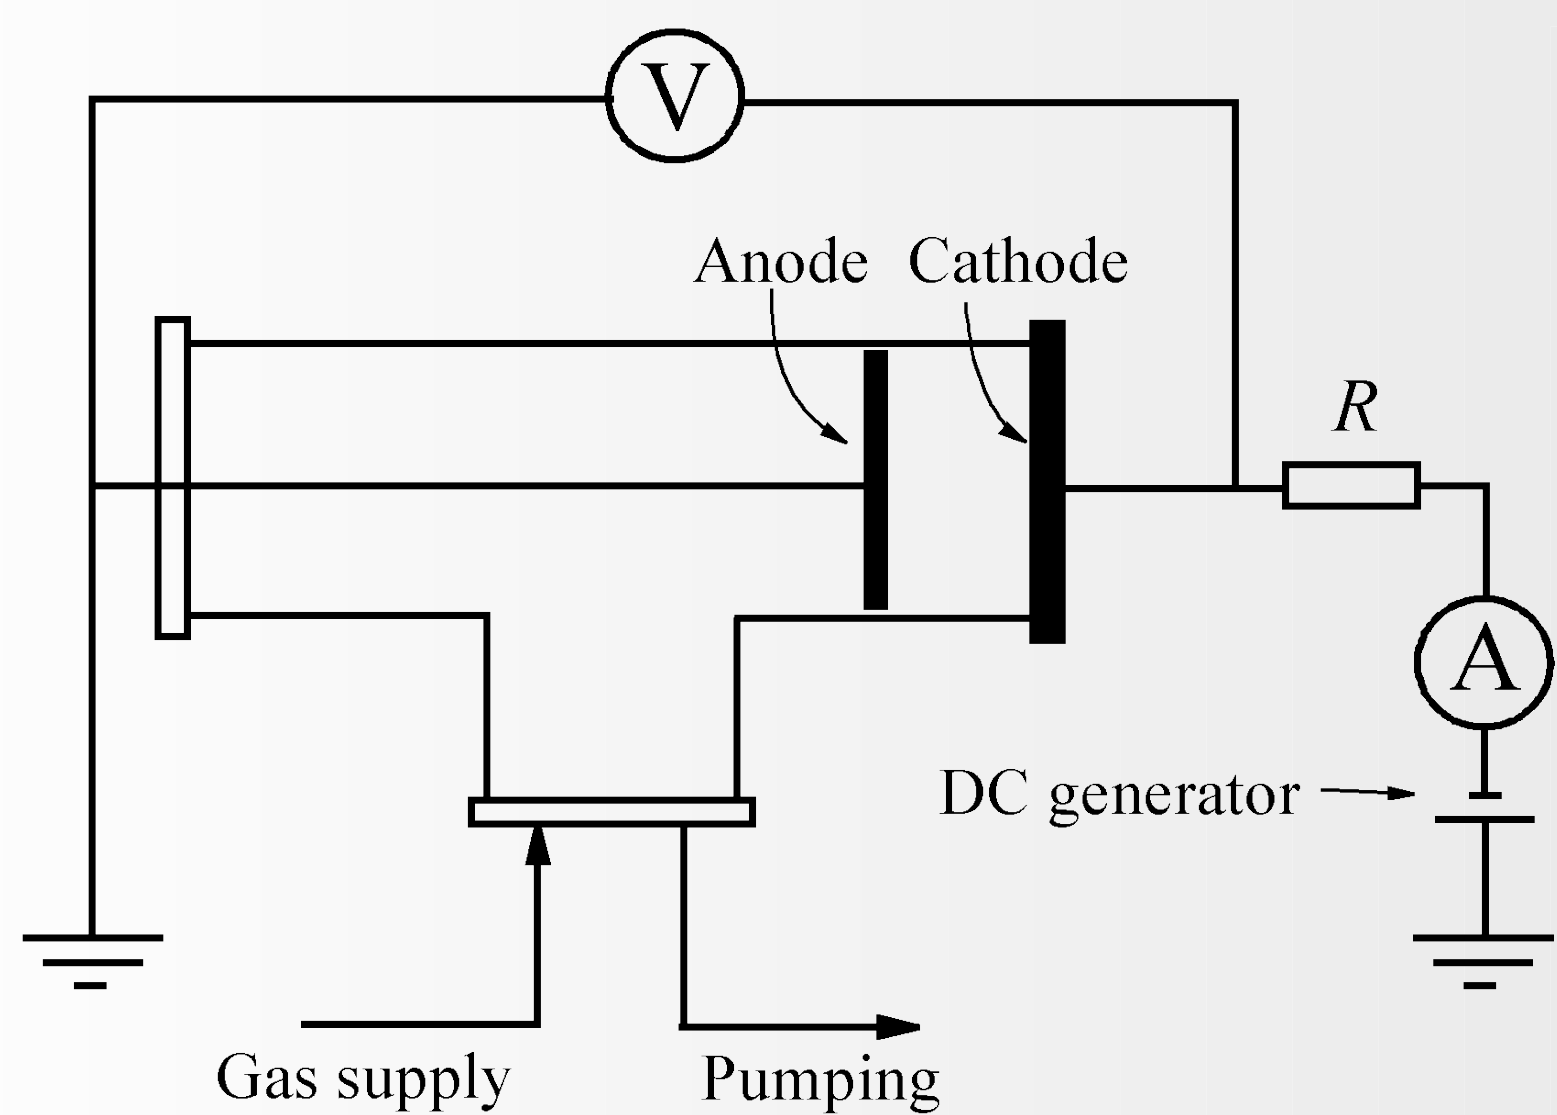 V
Anode
Cathode
R
A
DC generator
Gas supply
Pumping